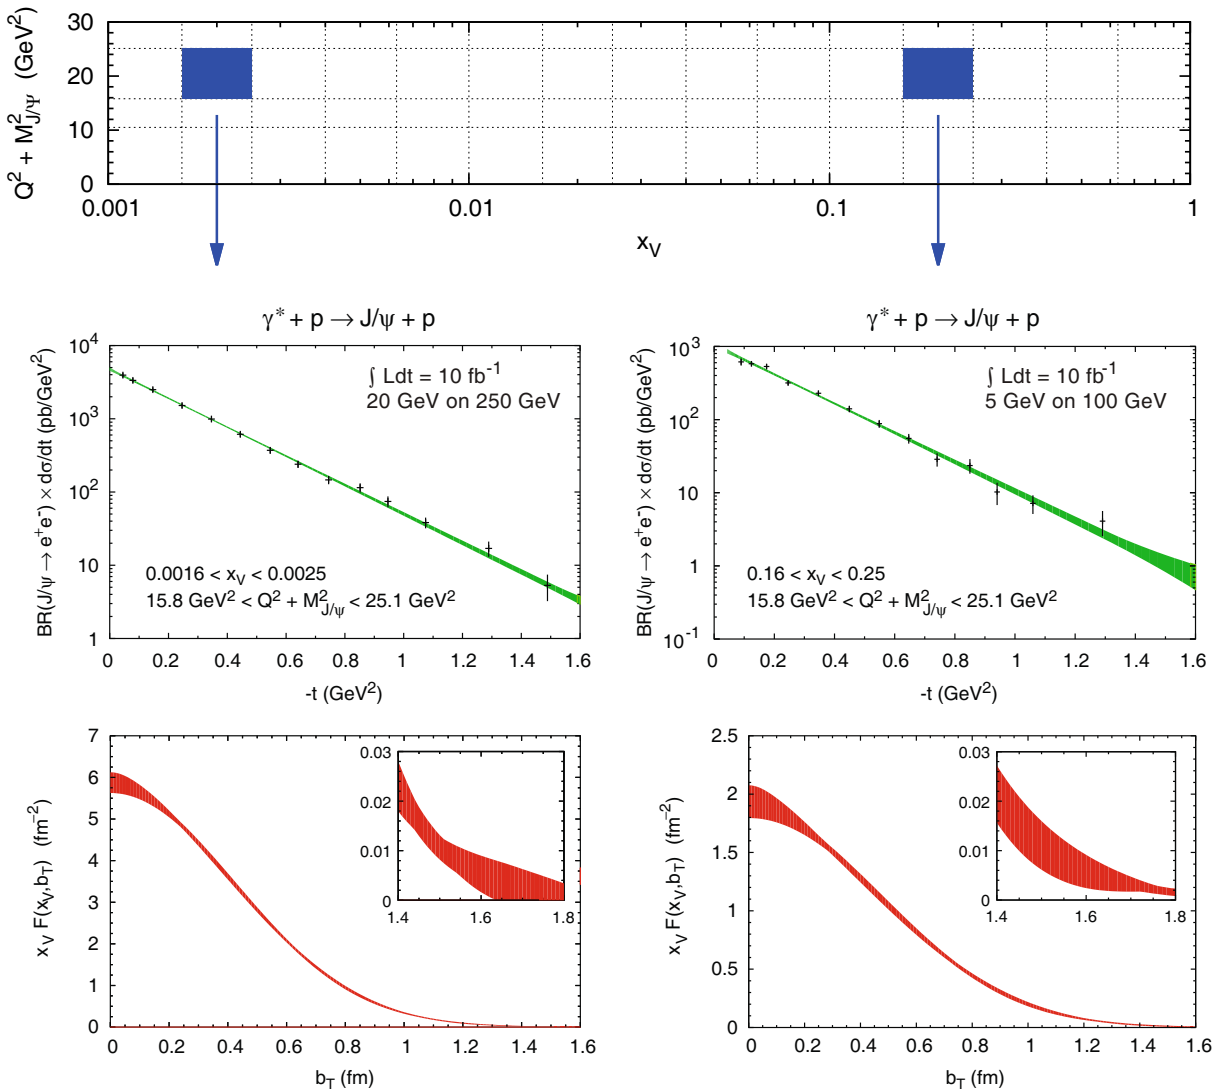 30
20
10
0
Q² + M²J/Ψ (GeV²)
0.001
0.01
0.1
1
xV
γ* + p → J/ψ + p
10⁴
10³
10²
10
1
BR(J/ψ → e⁺e⁻) × dσ/dt (pb/GeV²)
∫ Ldt = 10 fb⁻¹
20 GeV on 250 GeV
0.0016 < xV < 0.0025
15.8 GeV² < Q² + M²J/ψ < 25.1 GeV²
0 0.2 0.4 0.6 0.8 1 1.2 1.4 1.6
-t (GeV²)
γ* + p → J/ψ + p
10³
10²
10
1
10⁻¹
BR(J/ψ → e⁺e⁻) × dσ/dt (pb/GeV²)
∫ Ldt = 10 fb⁻¹
5 GeV on 100 GeV
0.16 < xV < 0.25
15.8 GeV² < Q² + M²J/ψ < 25.1 GeV²
0 0.2 0.4 0.6 0.8 1 1.2 1.4 1.6
-t (GeV²)
7
6
5
4
3
2
1
0
xV F(xV,bT) (fm⁻²)
0.03
0.02
0.01
0
1.4 1.6 1.8
0 0.2 0.4 0.6 0.8 1 1.2 1.4 1.6
bT (fm)
2.5
2
1.5
1
0.5
0
xV F(xV,bT) (fm⁻²)
0.03
0.02
0.01
0
1.4 1.6 1.8
0 0.2 0.4 0.6 0.8 1 1.2 1.4 1.6
bT (fm)